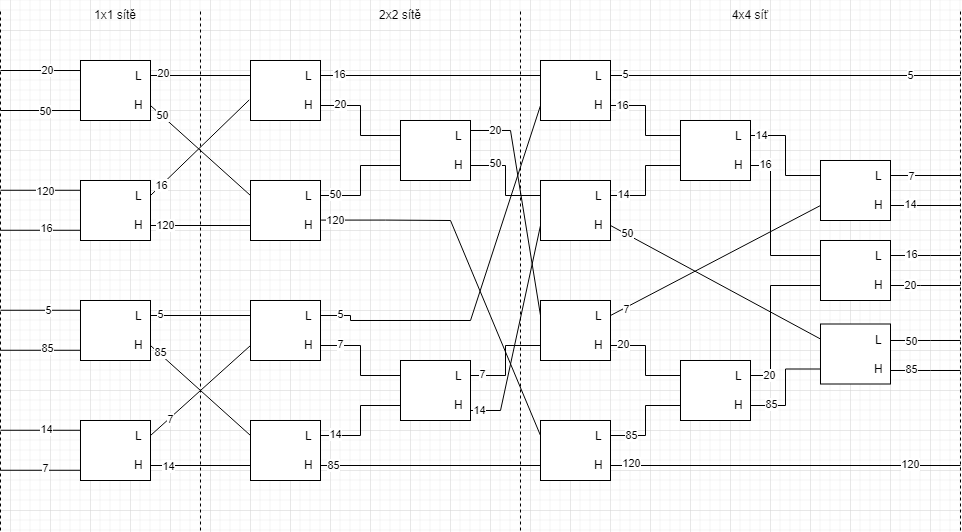 1x1 sítě 2x2 sítě 4x4 síť
20 L 20 L 16 L 5 5
50 H 50 H 20 H 16
L 20 L 14
H 50 H 16
120 L 16 L 50 L 14 L 7
16 H 120 H 120 H 50 H 14
L 16
H 20
5 L 5 L 5 L 7
85 H 85 H 7 H 20 L 50
H 85
L 7 L 20
H 14 H 85
14 L 7 L 14 L 85
7 H 14 H 85 H 120 120